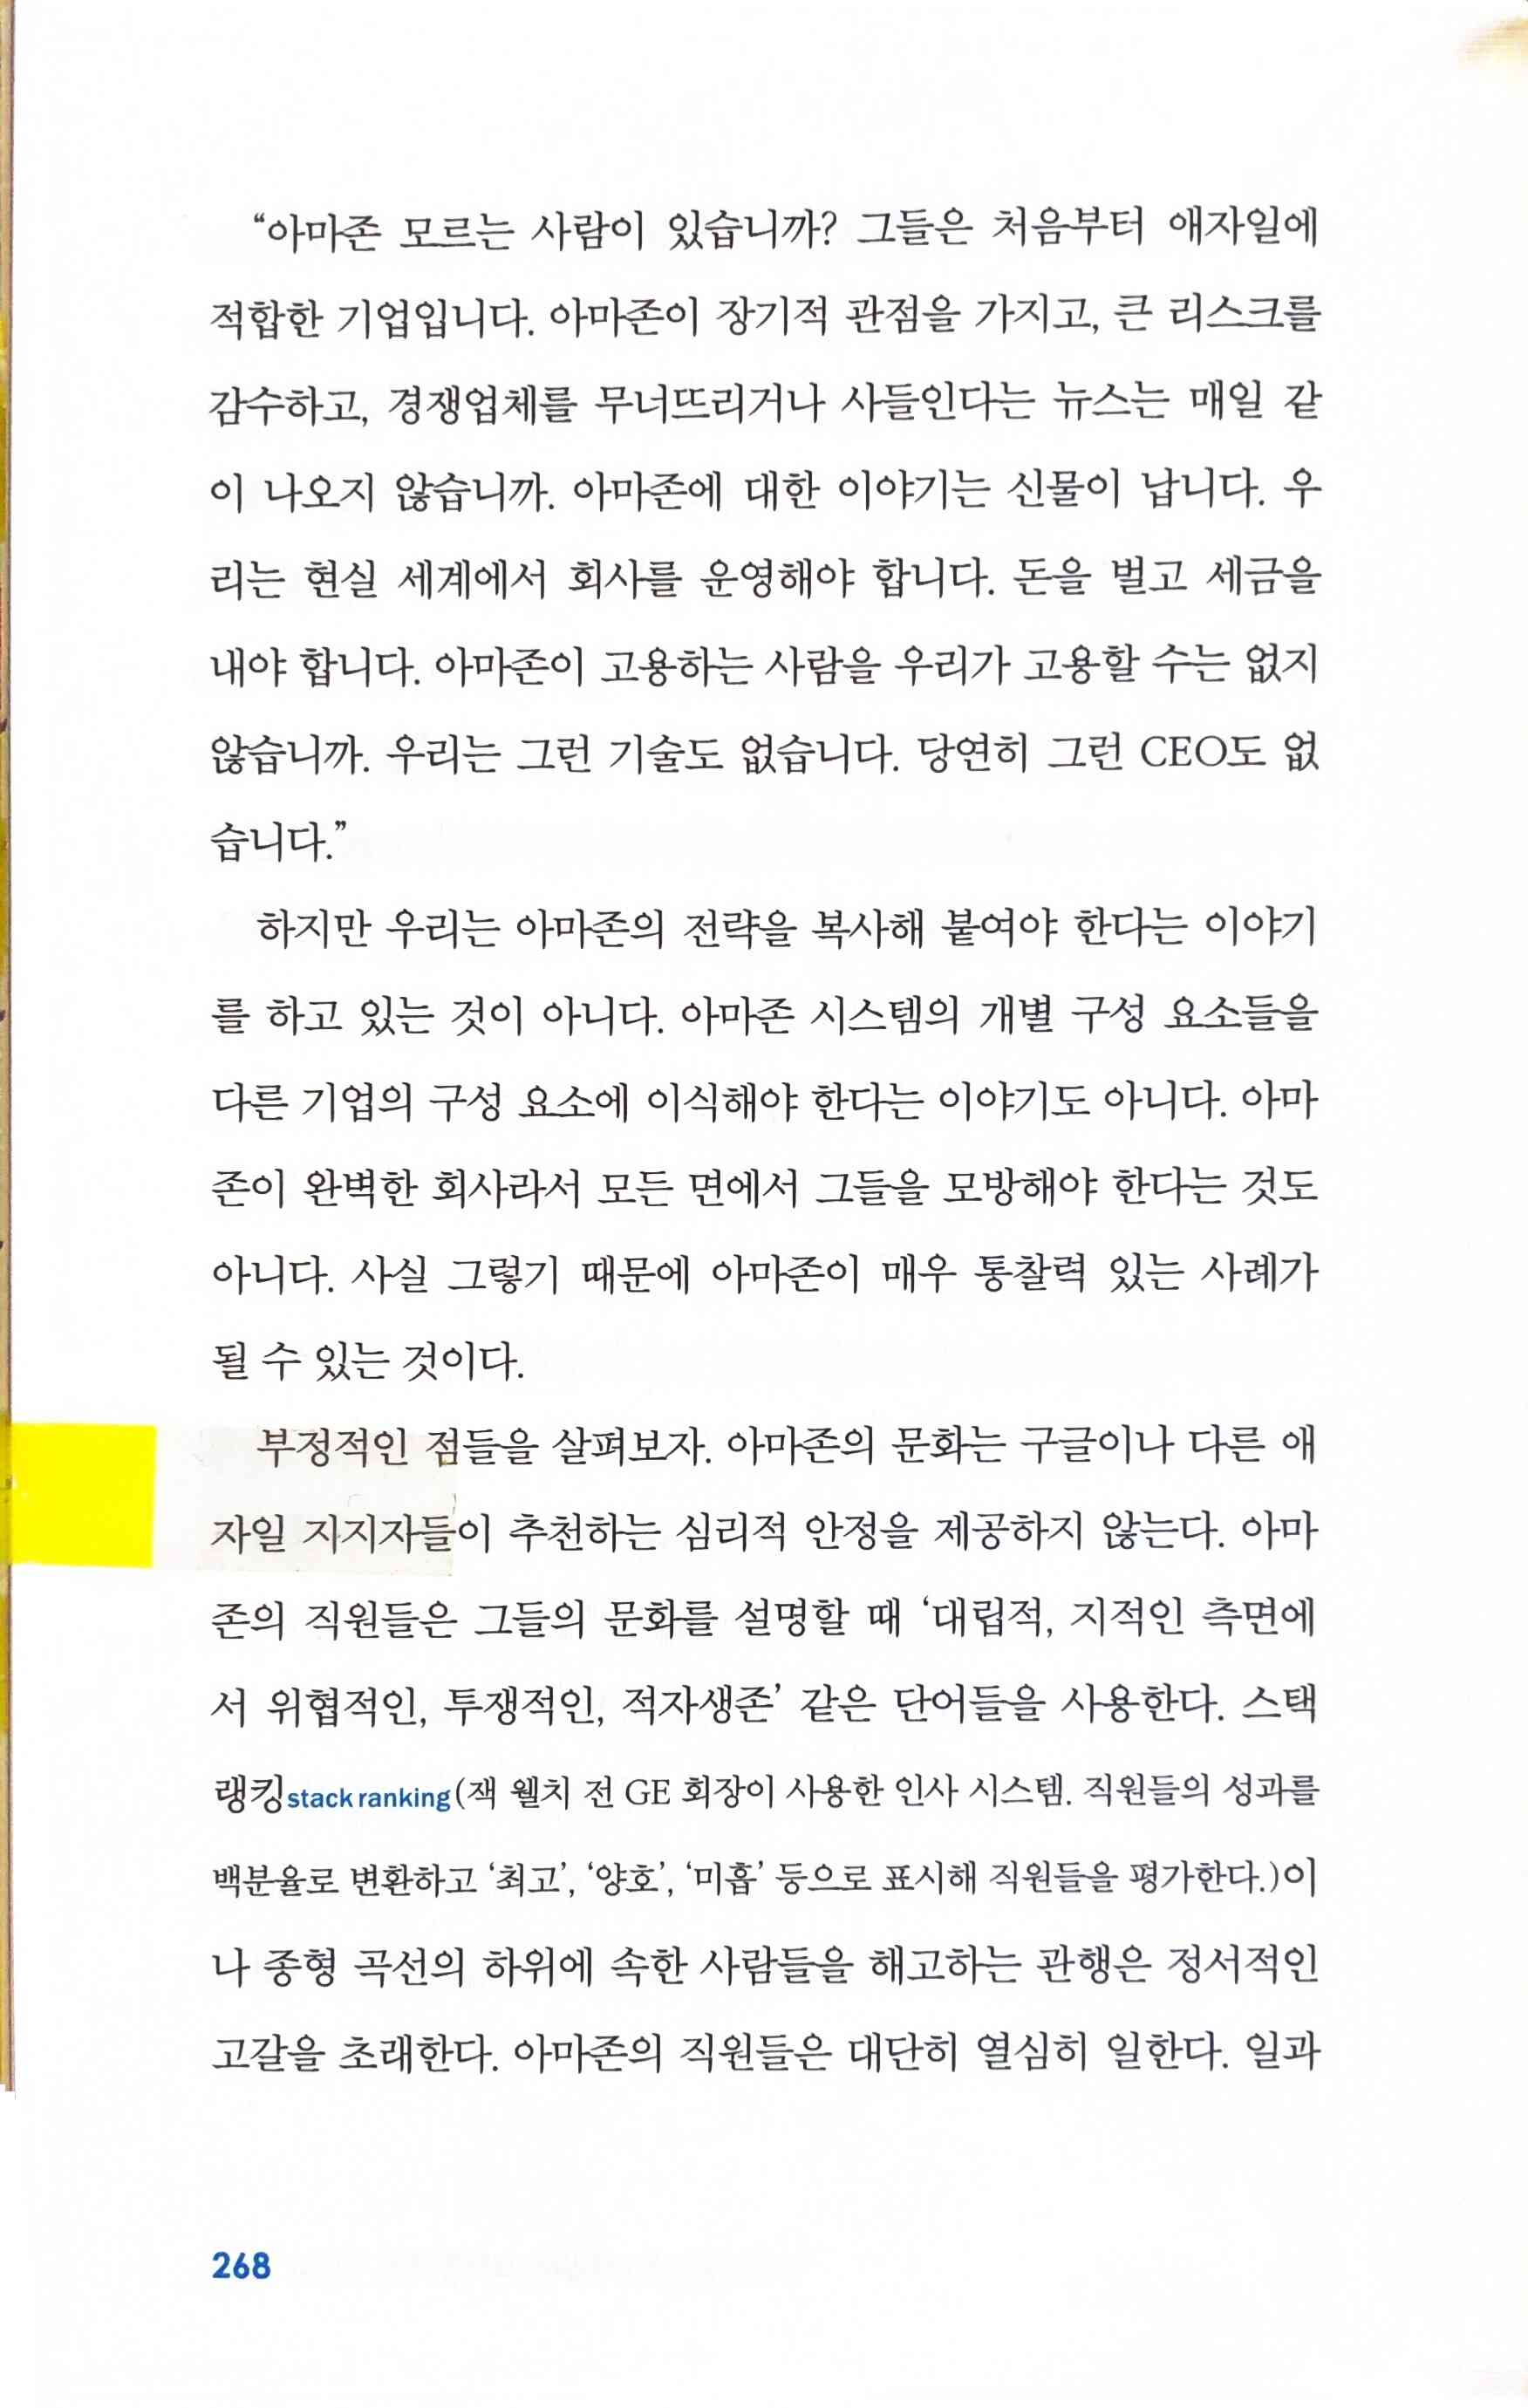 “아마존 모르는 사람이 있습니까? 그들은 처음부터 애자일에
적합한 기업입니다. 아마존이 장기적 관점을 가지고, 큰 리스크를
감수하고, 경쟁업체를 무너뜨리거나 사들인다는 뉴스는 매일 같
이 나오지 않습니까. 아마존에 대한 이야기는 신물이 납니다. 우
리는 현실 세계에서 회사를 운영해야 합니다. 돈을 벌고 세금을
내야 합니다. 아마존이 고용하는 사람을 우리가 고용할 수는 없지
않습니까. 우리는 그런 기술도 없습니다. 당연히 그런 CEO도 없
습니다.”
하지만 우리는 아마존의 전략을 복사해 붙여야 한다는 이야기
를 하고 있는 것이 아니다. 아마존 시스템의 개별 구성 요소들을
다른 기업의 구성 요소에 이식해야 한다는 이야기도 아니다. 아마
존이 완벽한 회사라서 모든 면에서 그들을 모방해야 한다는 것도
아니다. 사실 그렇기 때문에 아마존이 매우 통찰력 있는 사례가
될 수 있는 것이다.
부정적인 점들을 살펴보자. 아마존의 문화는 구글이나 다른 애
자일 지지자들이 추천하는 심리적 안정을 제공하지 않는다. 아마
존의 직원들은 그들의 문화를 설명할 때 ‘대립적, 지적인 측면에
서 위협적인, 투쟁적인, 적자생존’ 같은 단어들을 사용한다. 스택
랭킹stack ranking(잭 웰치 전 GE 회장이 사용한 인사 시스템. 직원들의 성과를
백분율로 변환하고 ‘최고’, ‘양호’, ‘미흡’ 등으로 표시해 직원들을 평가한다.)이
나 종형 곡선의 하위에 속한 사람들을 해고하는 관행은 정서적인
고갈을 초래한다. 아마존의 직원들은 대단히 열심히 일한다. 일과
268